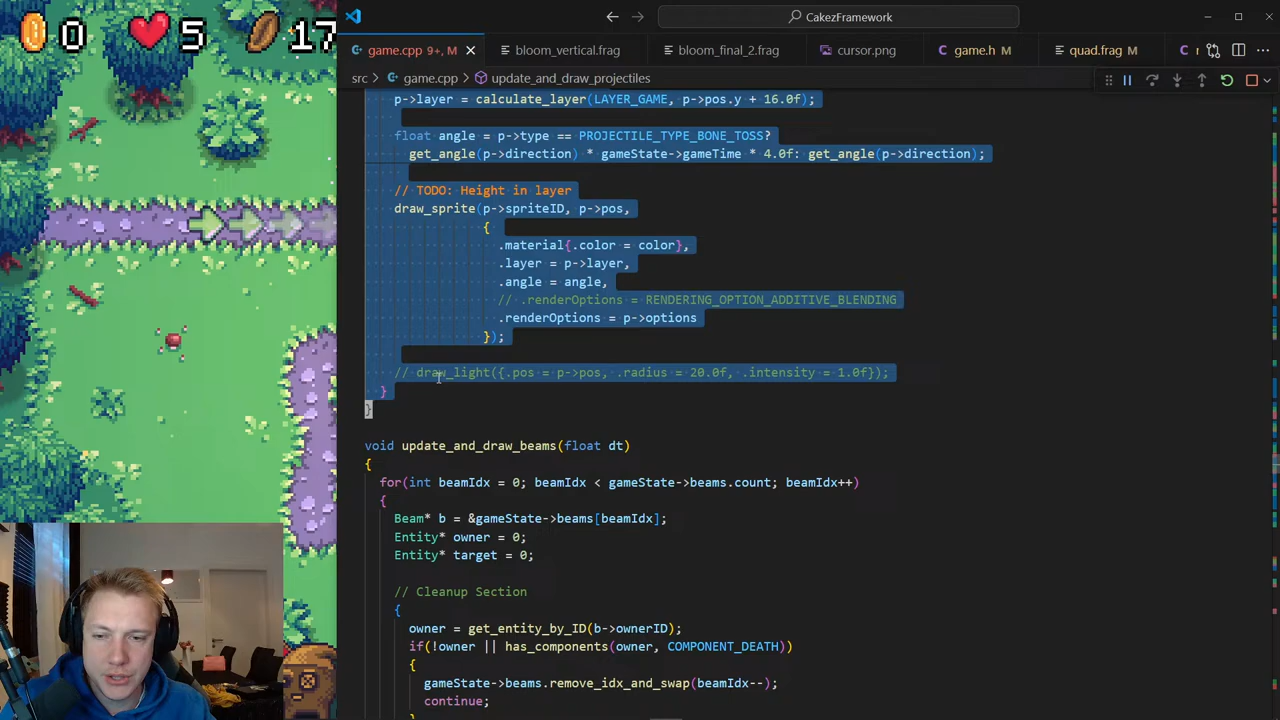 0 5 17
CakezFramework
game.cpp 9+, M
bloom_vertical.frag
bloom_final_2.frag
cursor.png
game.h M
quad.frag M
src > game.cpp > update_and_draw_projectiles
p->layer = calculate_layer(LAYER_GAME, p->pos.y + 16.0f);
float angle = p->type == PROJECTILE_TYPE_BONE_TOSS?
get_angle(p->direction) * gameState->gameTime * 4.0f: get_angle(p->direction);
// TODO: Height in layer
draw_sprite(p->spriteID, p->pos,
{
.material{.color = color},
.layer = p->layer,
.angle = angle,
// .renderOptions = RENDERING_OPTION_ADDITIVE_BLENDING
.renderOptions = p->options
});
// draw_light({.pos = p->pos, .radius = 20.0f, .intensity = 1.0f});
}
}
void update_and_draw_beams(float dt)
{
for(int beamIdx = 0; beamIdx < gameState->beams.count; beamIdx++)
{
Beam* b = &gameState->beams[beamIdx];
Entity* owner = 0;
Entity* target = 0;
// Cleanup Section
{
owner = get_entity_by_ID(b->ownerID);
if(!owner || has_components(owner, COMPONENT_DEATH))
{
gameState->beams.remove_idx_and_swap(beamIdx--);
continue;
}